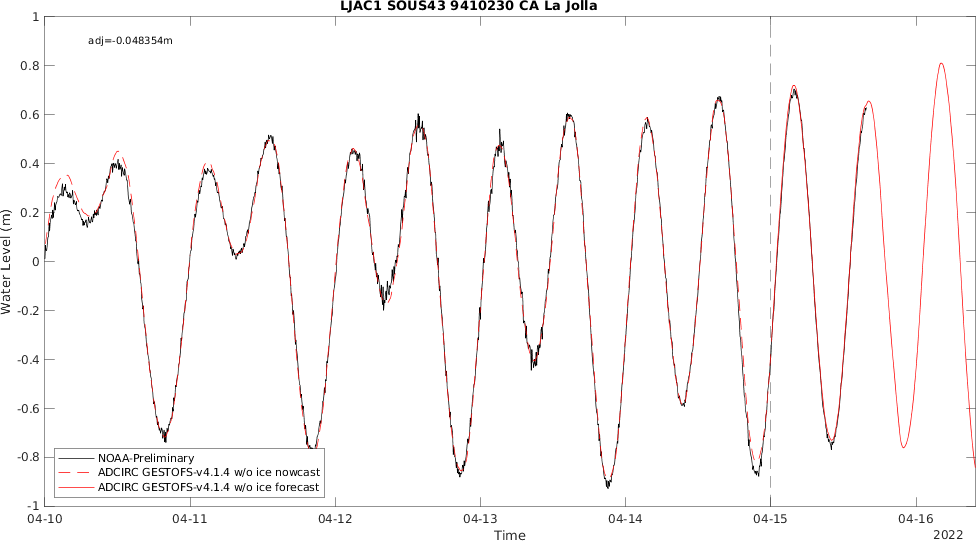 LJAC1 SOUS43 9410230 CA La Jolla
adj=-0.048354m
1
0.8
0.6
0.4
0.2
0
-0.2
-0.4
-0.6
-0.8
-1
Water Level (m)
NOAA-Preliminary
ADCIRC GESTOFS-v4.1.4 w/o ice nowcast
ADCIRC GESTOFS-v4.1.4 w/o ice forecast
04-10 04-11 04-12 04-13 04-14 04-15 04-16
Time
2022